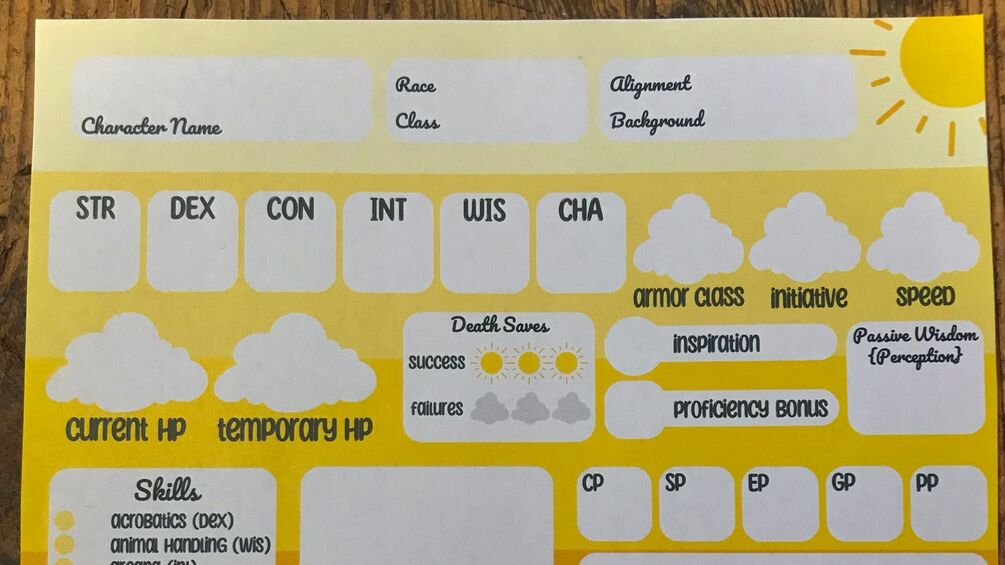 Character Name
Race
Class
Alignment
Background
STR
DEX
CON
INT
WIS
CHA
armor class
initiative
speed
current HP
temporary HP
Death Saves
success
failures
inspiration
proficiency Bonus
Passive Wisdom
{Perception}
Skills
acrobatics (Dex)
animal Handling (Wis)
arcana (int)
CP
SP
EP
GP
PP